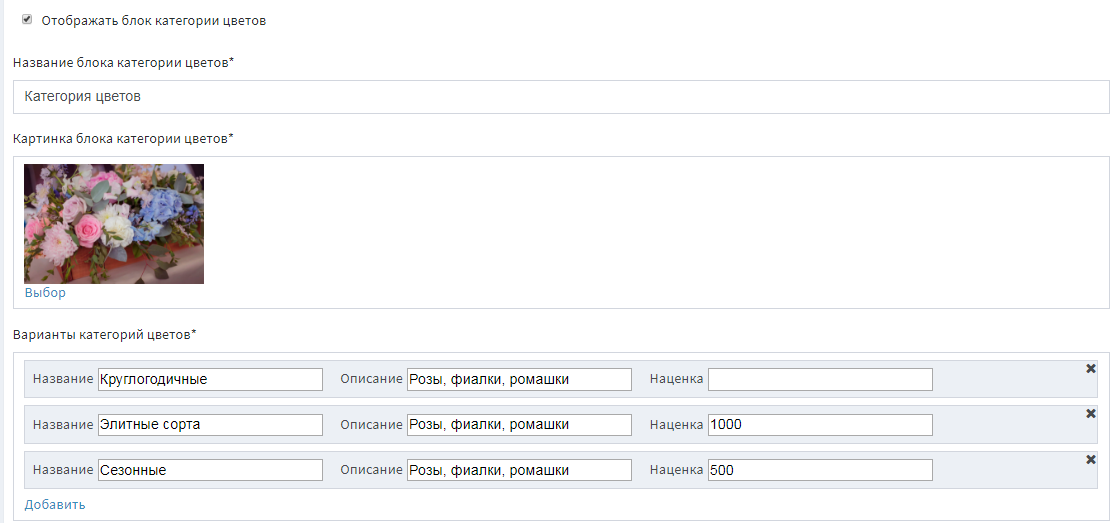 Отображать блок категории цветов
Название блока категории цветов*
Категория цветов
Картинка блока категории цветов*
Выбор
Варианты категорий цветов*
Название Круглогодичные Описание Розы, фиалки, ромашки Наценка
Название Элитные сорта Описание Розы, фиалки, ромашки Наценка 1000
Название Сезонные Описание Розы, фиалки, ромашки Наценка 500
Добавить